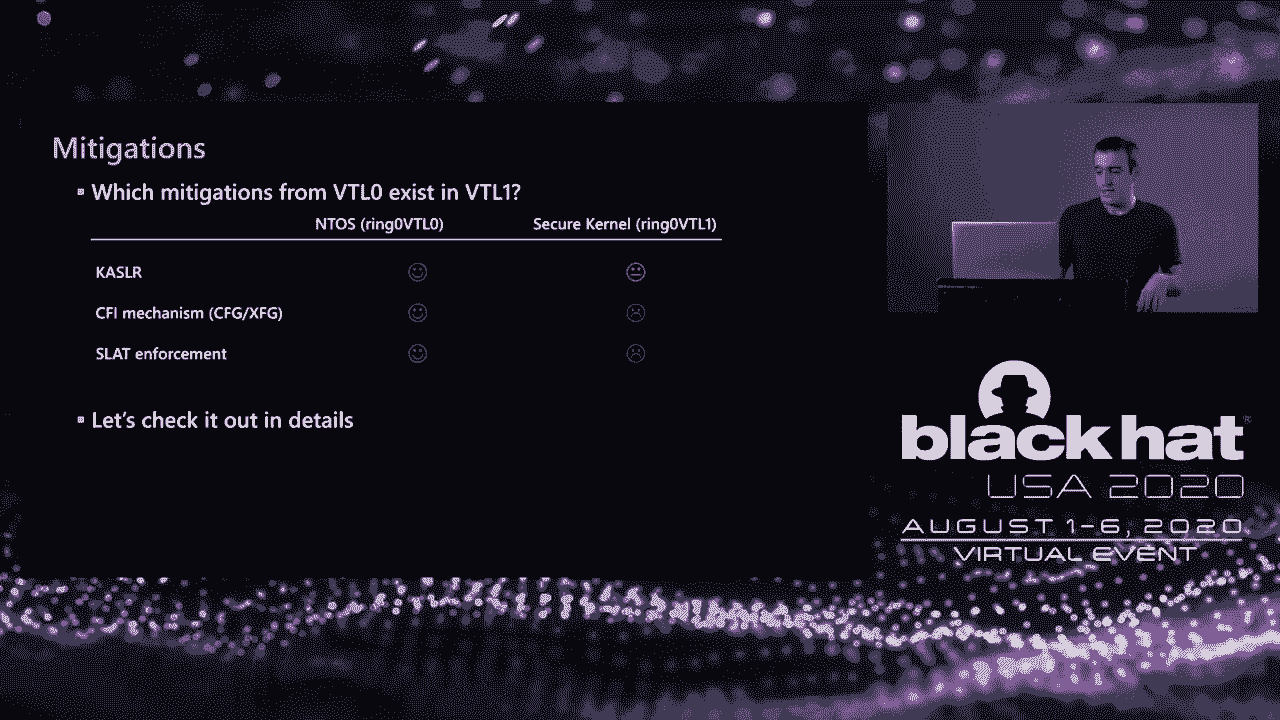 Mitigations
▪ Which mitigations from VTL0 exist in VTL1?
NTOS (ring0VTL0) Secure Kernel (ring0VTL1)
KASLR
CFI mechanism (CFG/XFG)
SLAT enforcement
▪ Let's check it out in details
black hat®
USA 2020
AUGUST 1-6, 2020
VIRTUAL EVENT